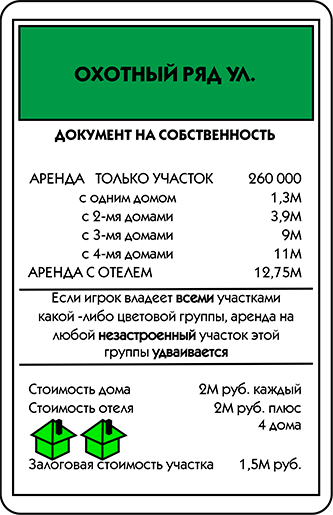 ОХОТНЫЙ РЯД УЛ.
ДОКУМЕНТ НА СОБСТВЕННОСТЬ
АРЕНДА ТОЛЬКО УЧАСТОК 260 000
с одним домом 1,3М
с 2-мя домами 3,9М
с 3-мя домами 9М
с 4-мя домами 11М
АРЕНДА С ОТЕЛЕМ 12,75М
Если игрок владеет всеми участками
какой -либо цветовой группы, аренда на
любой незастроенный участок этой
группы удваивается
Стоимость дома 2М руб. каждый
Стоимость отеля 2М руб. плюс
4 дома
Залоговая стоимость участка 1,5М руб.